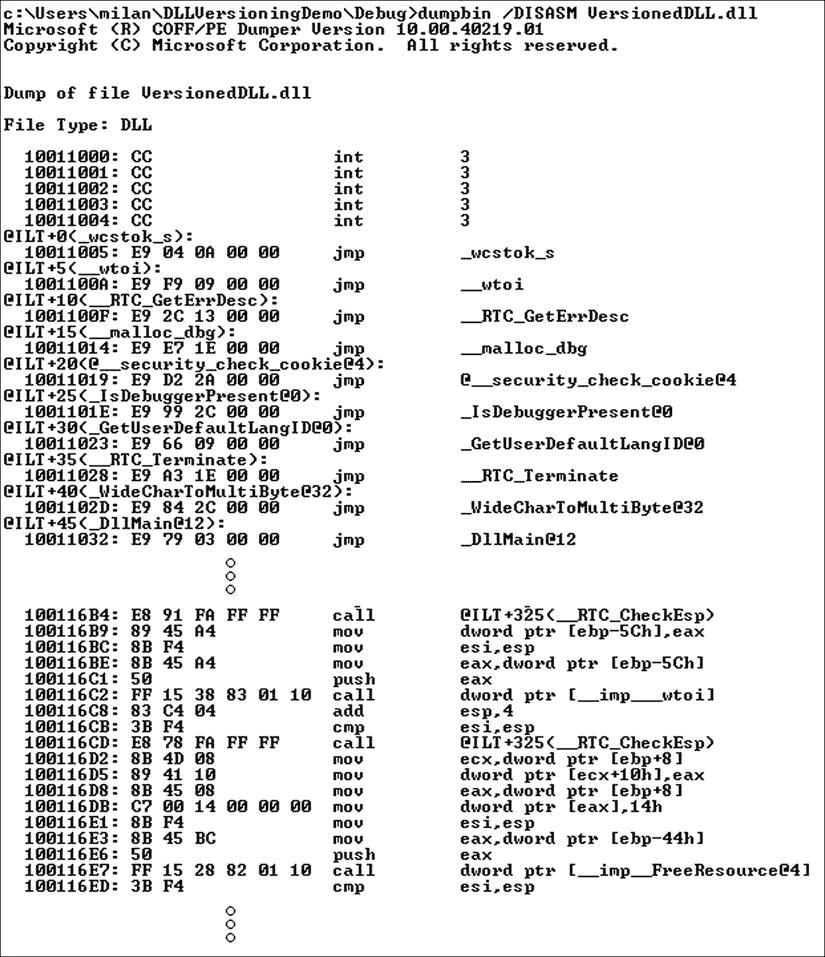 c:\Users\milan\DLLVersioningDemo\Debug>dumpbin /DISASM VersionedDLL.dll
Microsoft (R) COFF/PE Dumper Version 10.00.40219.01
Copyright (C) Microsoft Corporation.  All rights reserved.
Dump of file VersionedDLL.dll
File Type: DLL
10011000: CC int 3
10011001: CC int 3
10011002: CC int 3
10011003: CC int 3
10011004: CC int 3
@ILT+0(_wcstok_s):
10011005: E9 04 0A 00 00 jmp _wcstok_s
@ILT+5(__wtoi):
1001100A: E9 F9 09 00 00 jmp __wtoi
@ILT+10(__RTC_GetErrDesc):
1001100F: E9 2C 13 00 00 jmp __RTC_GetErrDesc
@ILT+15(__malloc_dbg):
10011014: E9 E7 1E 00 00 jmp __malloc_dbg
@ILT+20(@__security_check_cookie@4):
10011019: E9 D2 2A 00 00 jmp @__security_check_cookie@4
@ILT+25(_IsDebuggerPresent@0):
1001101E: E9 99 2C 00 00 jmp _IsDebuggerPresent@0
@ILT+30(_GetUserDefaultLangID@0):
10011023: E9 66 09 00 00 jmp _GetUserDefaultLangID@0
@ILT+35(__RTC_Terminate):
10011028: E9 A3 1E 00 00 jmp __RTC_Terminate
@ILT+40(_WideCharToMultiByte@32):
1001102D: E9 84 2C 00 00 jmp _WideCharToMultiByte@32
@ILT+45(_DllMain@12):
10011032: E9 79 03 00 00 jmp _DllMain@12
100116B4: E8 91 FA FF FF call @ILT+325(__RTC_CheckEsp)
100116B9: 89 45 A4 mov dword ptr [ebp-5Ch],eax
100116BC: 8B F4 mov esi,esp
100116BE: 8B 45 A4 mov eax,dword ptr [ebp-5Ch]
100116C1: 50 push eax
100116C2: FF 15 38 83 01 10 call dword ptr [__imp___wtoi]
100116C8: 83 C4 04 add esp,4
100116CB: 3B F4 cmp esi,esp
100116CD: E8 78 FA FF FF call @ILT+325(__RTC_CheckEsp)
100116D2: 8B 4D 08 mov ecx,dword ptr [ebp+8]
100116D5: 89 41 10 mov dword ptr [ecx+10h],eax
100116D8: 8B 45 08 mov eax,dword ptr [ebp+8]
100116DB: C7 00 14 00 00 00 mov dword ptr [eax],14h
100116E1: 8B F4 mov esi,esp
100116E3: 8B 45 BC mov eax,dword ptr [ebp-44h]
100116E6: 50 push eax
100116E7: FF 15 28 82 01 10 call dword ptr [__imp__FreeResource@4]
100116ED: 3B F4 cmp esi,esp